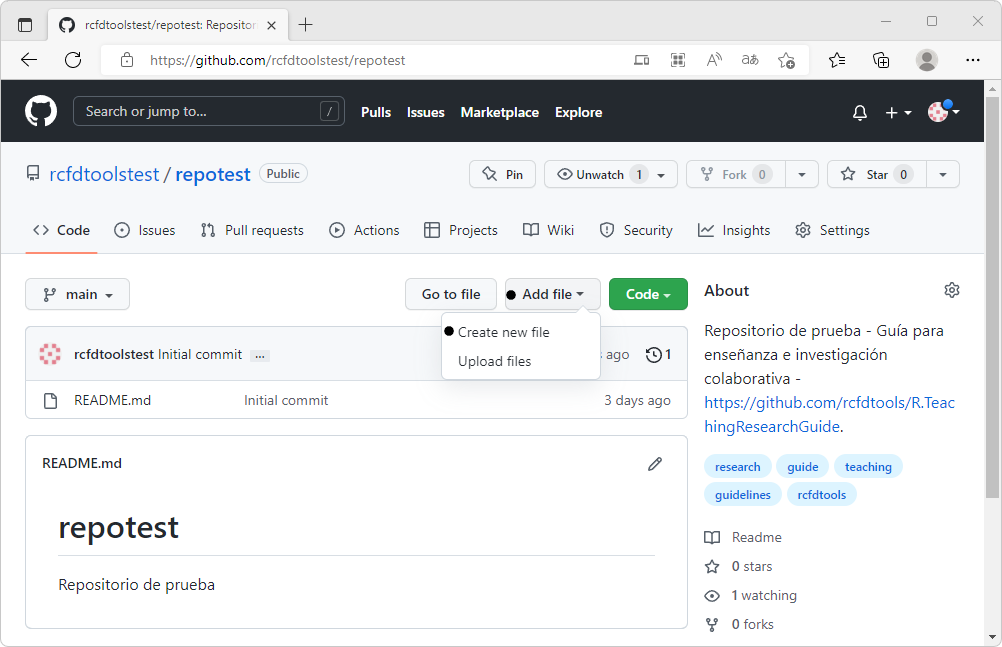 rcfdtoolstest/repotest: Repositor
https://github.com/rcfdtoolstest/repotest
Search or jump to... /
Pulls Issues Marketplace Explore
rcfdtoolstest / repotest Public
Pin Unwatch 1 Fork 0 Star 0
Code Issues Pull requests Actions Projects Wiki Security Insights Settings
main Go to file Add file Code
Create new file
Upload files
rcfdtoolstest Initial commit ... ago 1
README.md Initial commit 3 days ago
README.md
repotest
Repositorio de prueba
About
Repositorio de prueba - Guía para
enseñanza e investigación
colaborativa -
https://github.com/rcfdtools/R.Teac
hingResearchGuide.
research guide teaching
guidelines rcfdtools
Readme
0 stars
1 watching
0 forks